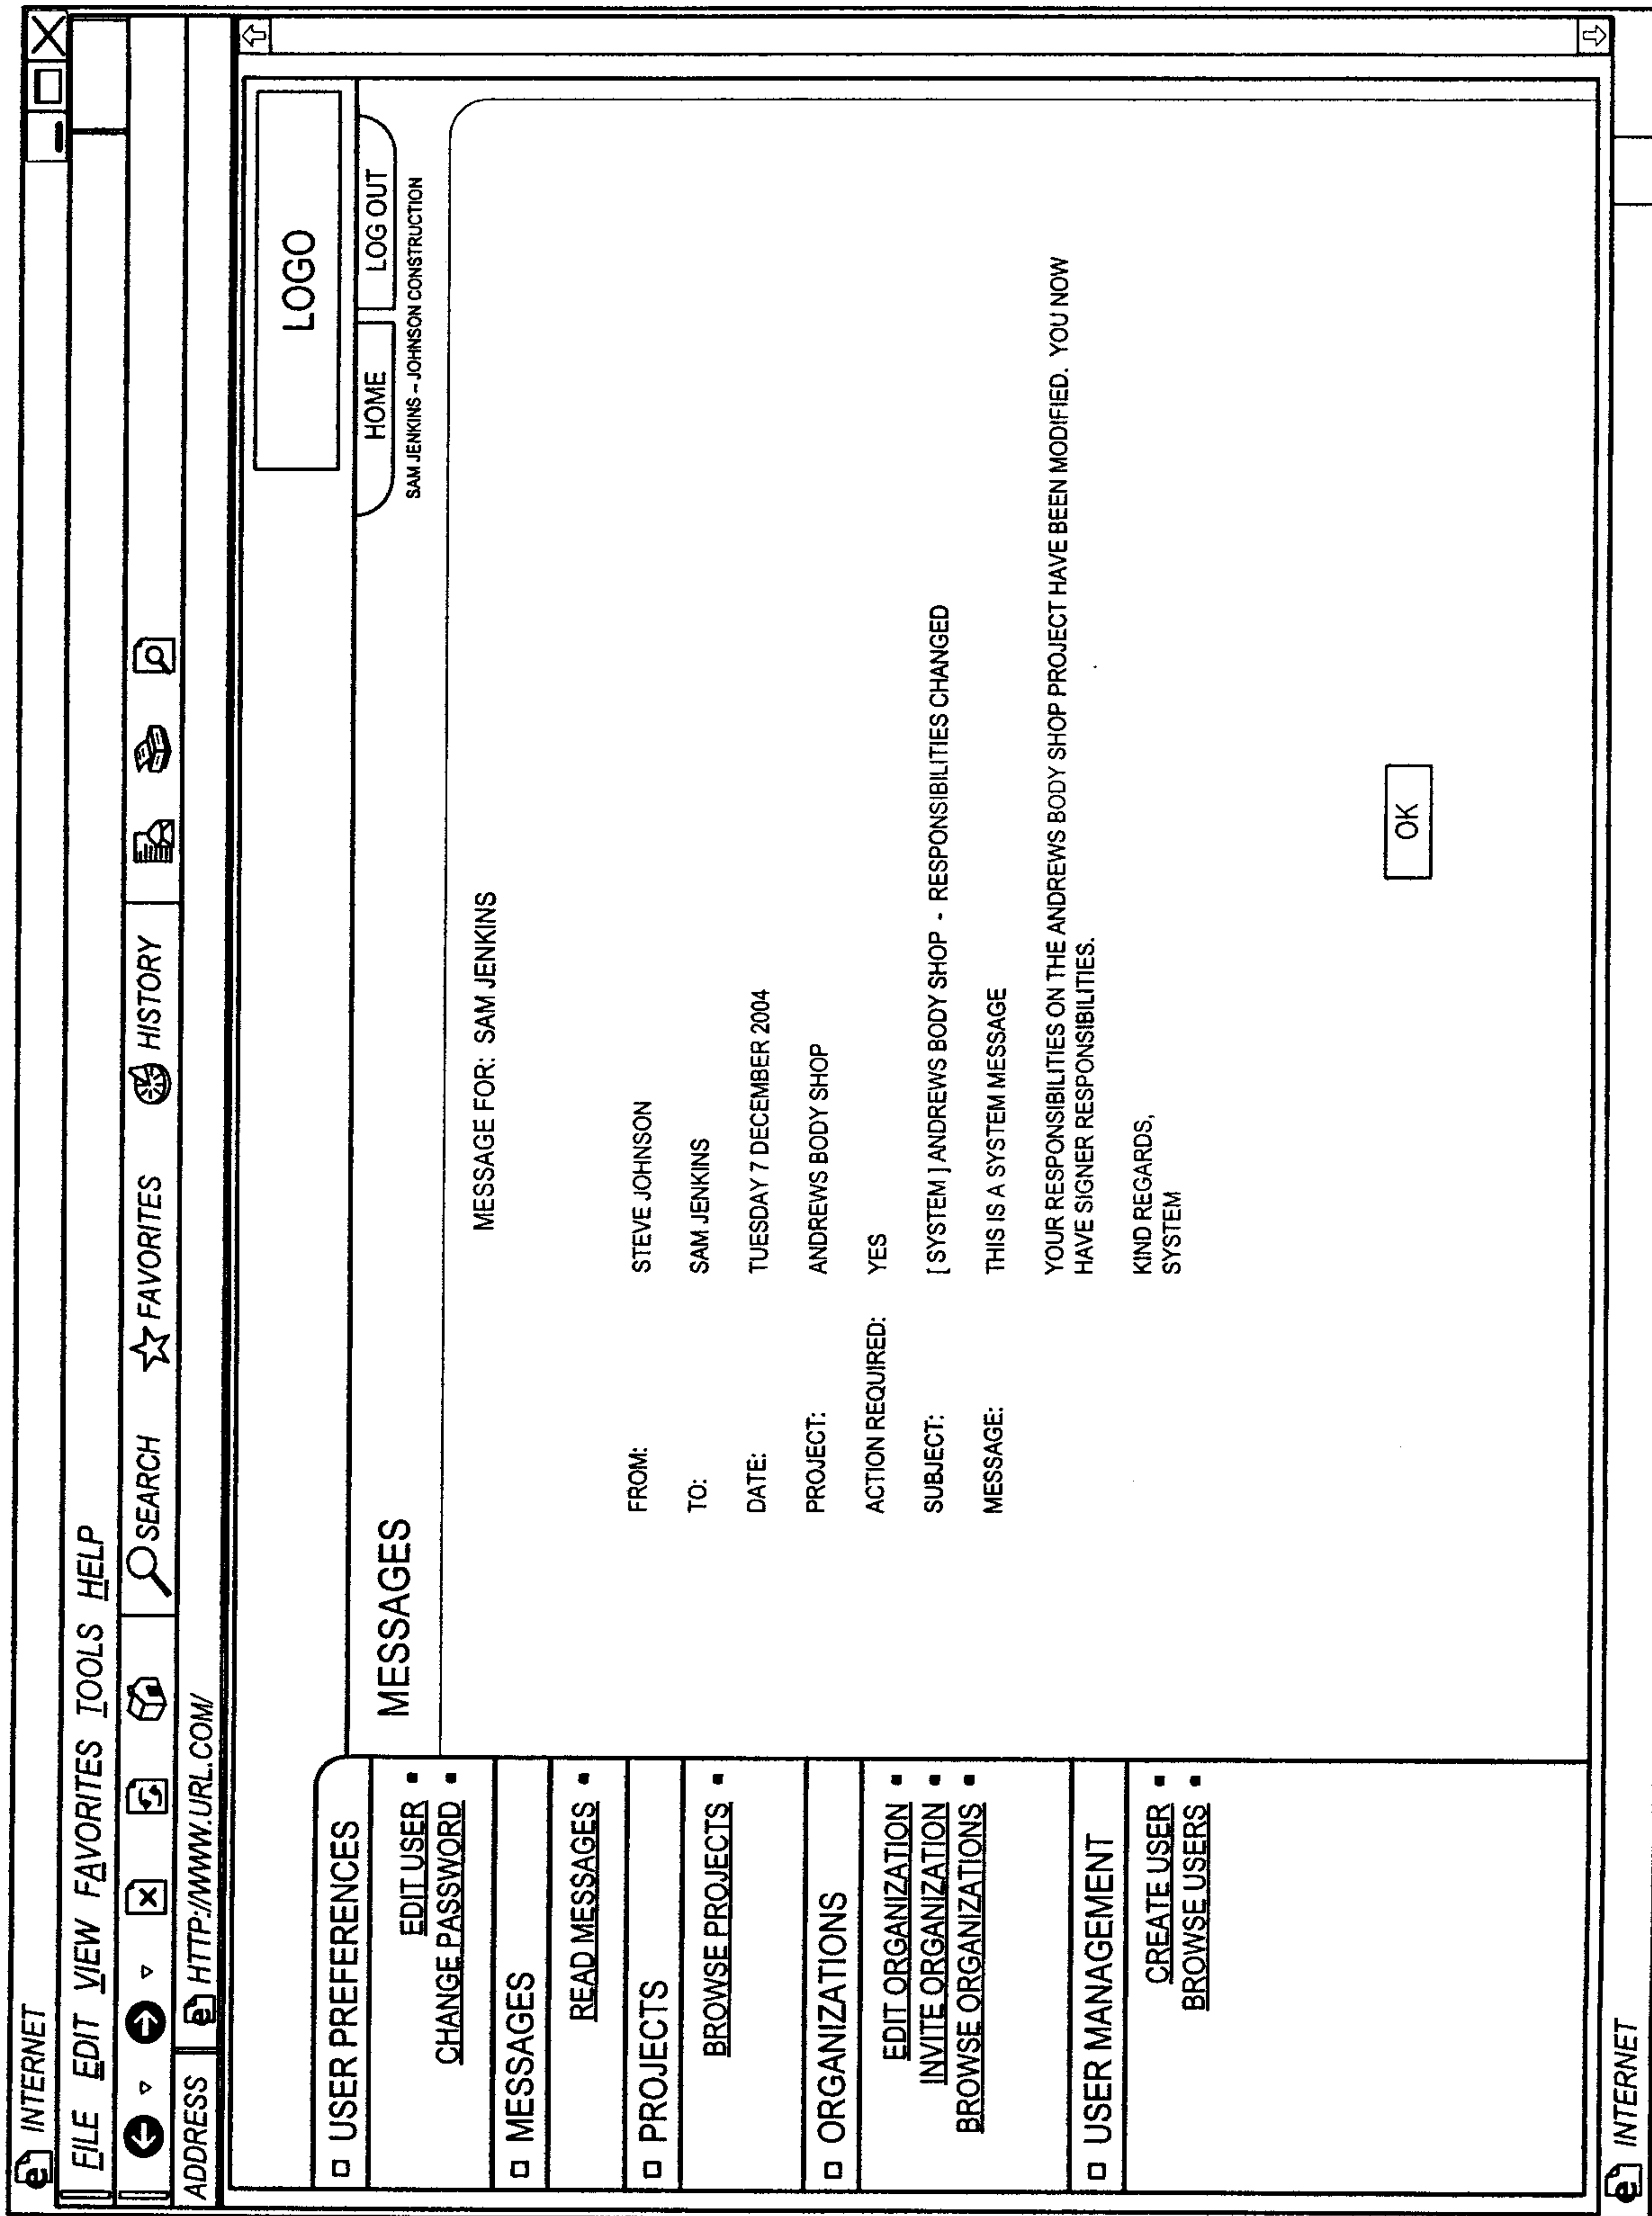 INTERNET
FILE EDIT VIEW FAVORITES TOOLS HELP
SEARCH FAVORITES HISTORY
ADDRESS HTTP://WWW.URL.COM/
LOGO
HOME LOG OUT
SAM JENKINS – JOHNSON CONSTRUCTION
USER PREFERENCES
EDIT USER
CHANGE PASSWORD
MESSAGES
READ MESSAGES
PROJECTS
BROWSE PROJECTS
ORGANIZATIONS
EDIT ORGANIZATION
INVITE ORGANIZATION
BROWSE ORGANIZATIONS
USER MANAGEMENT
CREATE USER
BROWSE USERS
MESSAGES
MESSAGE FOR: SAM JENKINS
FROM: STEVE JOHNSON
TO: SAM JENKINS
DATE: TUESDAY 7 DECEMBER 2004
PROJECT: ANDREWS BODY SHOP
ACTION REQUIRED: YES
SUBJECT: [ SYSTEM ] ANDREWS BODY SHOP - RESPONSIBILITIES CHANGED
MESSAGE: THIS IS A SYSTEM MESSAGE
YOUR RESPONSIBILITIES ON THE ANDREWS BODY SHOP PROJECT HAVE BEEN MODIFIED. YOU NOW
HAVE SIGNER RESPONSIBILITIES.
KIND REGARDS,
SYSTEM
OK
INTERNET